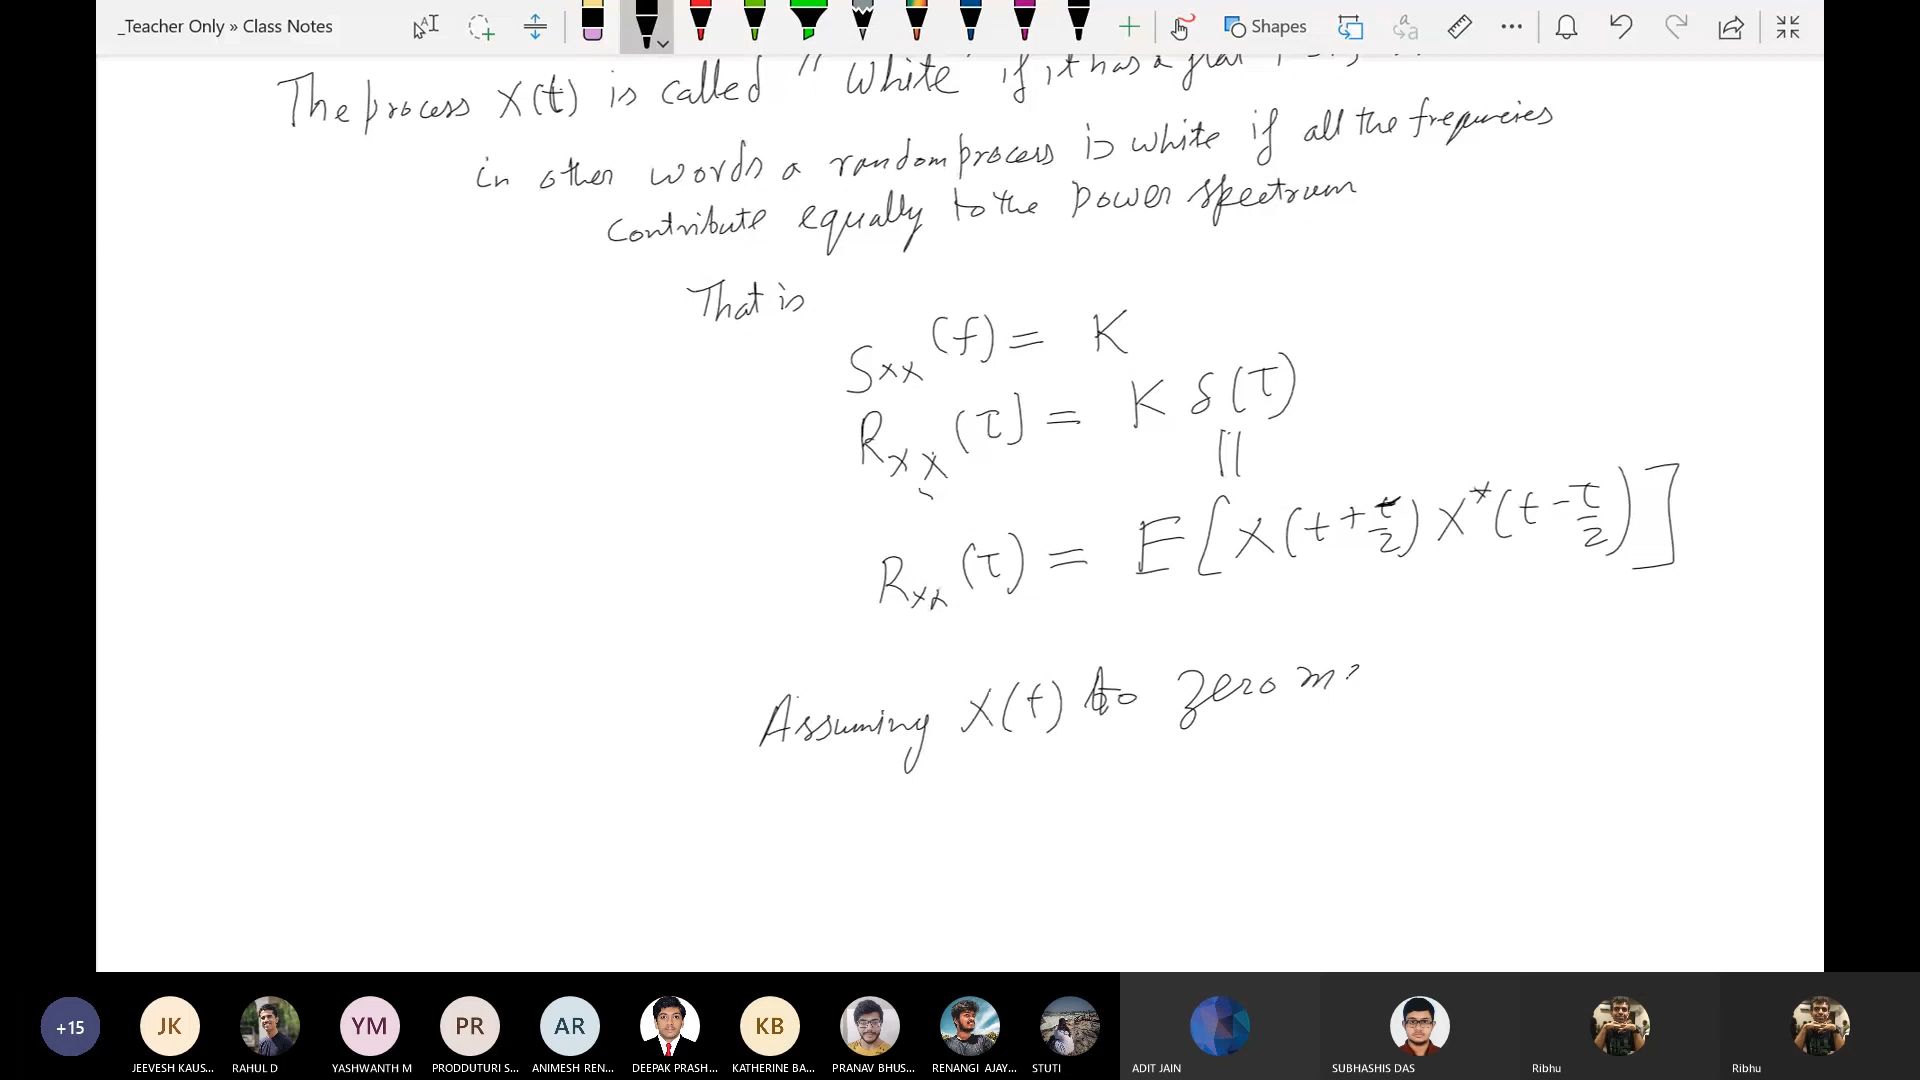 _Teacher Only » Class Notes
Shapes
The process X(t) is called "White" if it has a flat
in other words a random process is white if all the frequencies
contribute equally to the power spectrum
That is
Sxx (f) = K
Rxx (τ) = K δ(τ)
||
Rxx (τ) = E[X(t+τ/2) X*(t-τ/2)]
Assuming X(t) to zero m
+15
JK
YM
PR
AR
KB
JEEVESH KAUS...
RAHUL D
YASHWANTH M
PRODDUTURI S...
ANIMESH REN...
DEEPAK PRASH...
KATHERINE BA...
PRANAV BHUS...
RENANGI AJAY...
STUTI
ADIT JAIN
SUBHASHIS DAS
Ribhu
Ribhu